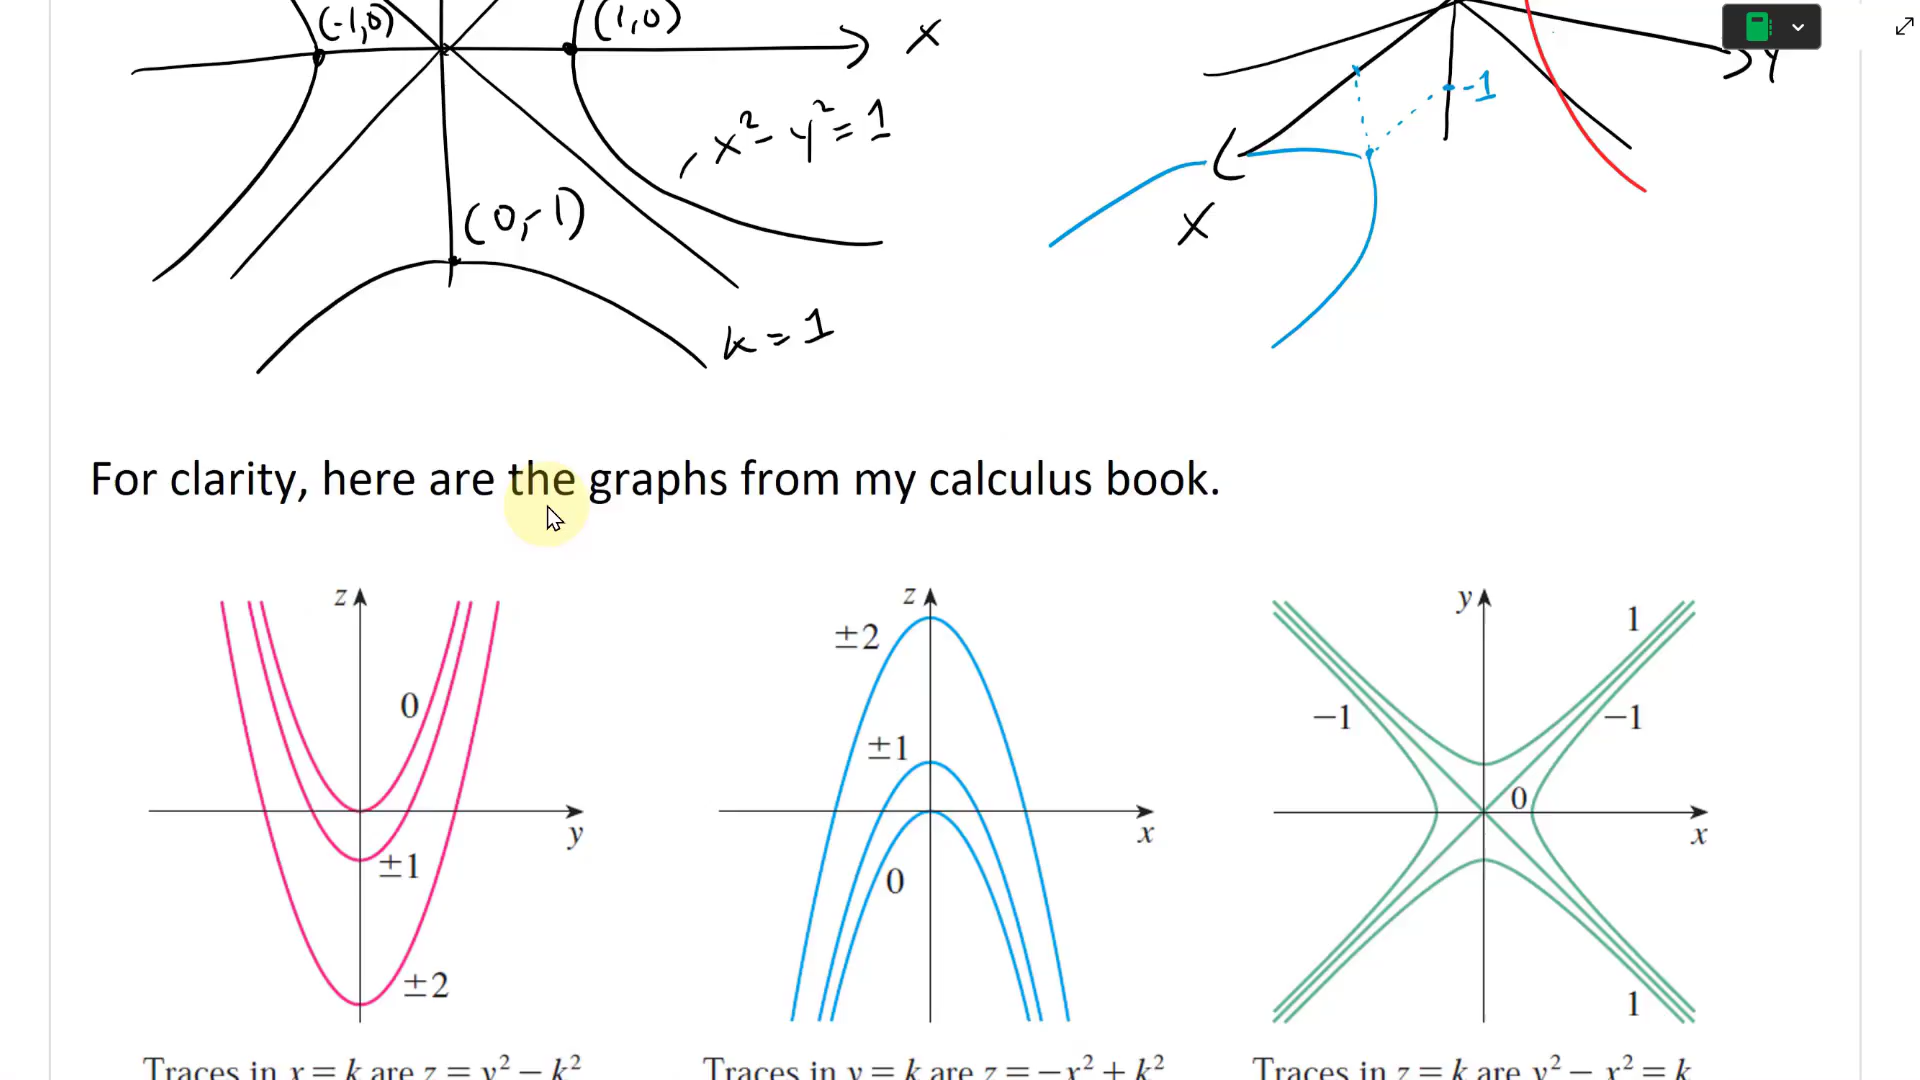 (-1,0)
(1,0)
x
y
-1
x² - y² = 1
(0,-1)
x
k = 1
For clarity, here are the graphs from my calculus book.
z
0
y
±1
±2
Traces in x = k are z = y² − k²
z
±2
±1
x
0
Traces in y = k are z = −x² + k²
y
1
−1
−1
0
x
1
Traces in z = k are y² − x² = k